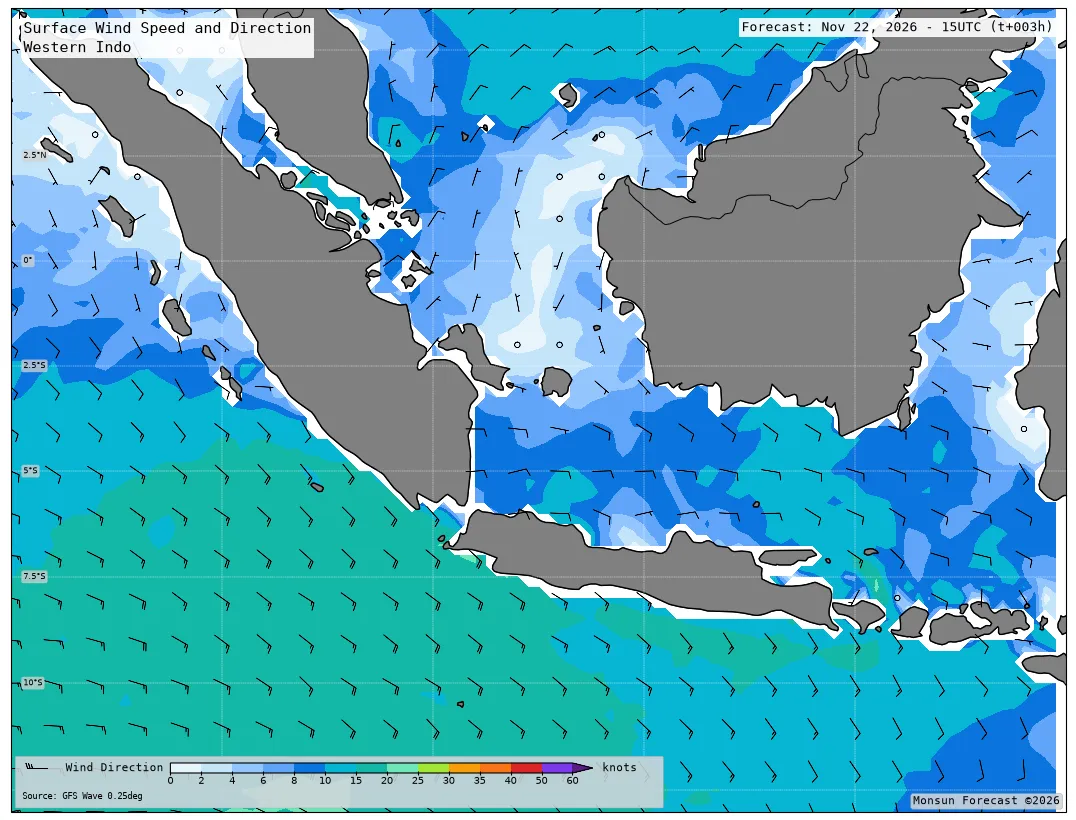 Surface Wind Speed and Direction
Western Indo
Forecast: Nov 22, 2026 - 15UTC (t+003h)
2.5°N
0°
2.5°S
5°S
7.5°S
10°S
Wind Direction
0 2 4 6 8 10 15 20 25 30 40 50 60
knots
Source: GFS Wave 0.25deg
Monsun Forecast ©2026